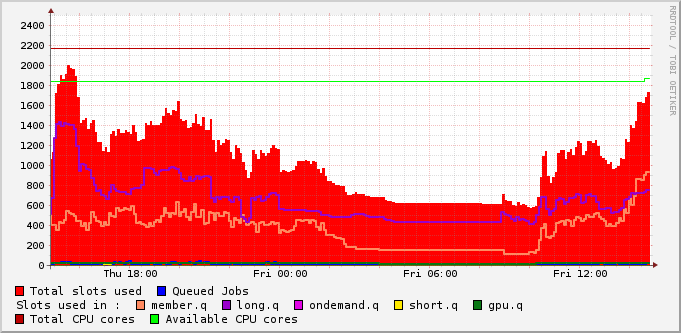 2400
2200
2000
1800
1600
1400
1200
1000
800
600
400
200
0
Thu 18:00 Fri 00:00 Fri 06:00 Fri 12:00
RRDTOOL / TOBI OETIKER
Total slots used Queued Jobs
Slots used in : member.q long.q ondemand.q short.q gpu.q
Total CPU cores Available CPU cores